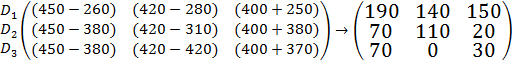 D₁ ((450−260) (420−280) (400+250)) → (190 140 150)
D₂ ((450−380) (420−310) (400+380)) (70 110 20)
D₃ ((450−380) (420−420) (400+370)) (70 0 30)